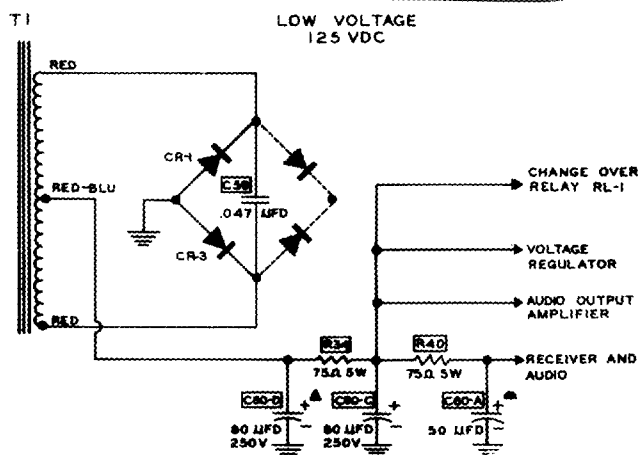 T1
LOW VOLTAGE
125 VDC
RED
CR-1
.047 UFD
RED-BLU
CR-3
RED
CHANGE OVER
RELAY RL-1
VOLTAGE
REGULATOR
AUDIO OUTPUT
AMPLIFIER
R40
RECEIVER AND
AUDIO
75Ω 5W
75Ω 5W
C80-D
+
-
80 UFD
250V
C80-C
+
-
80 UFD
250V
C80-A
+
-
50 UFD